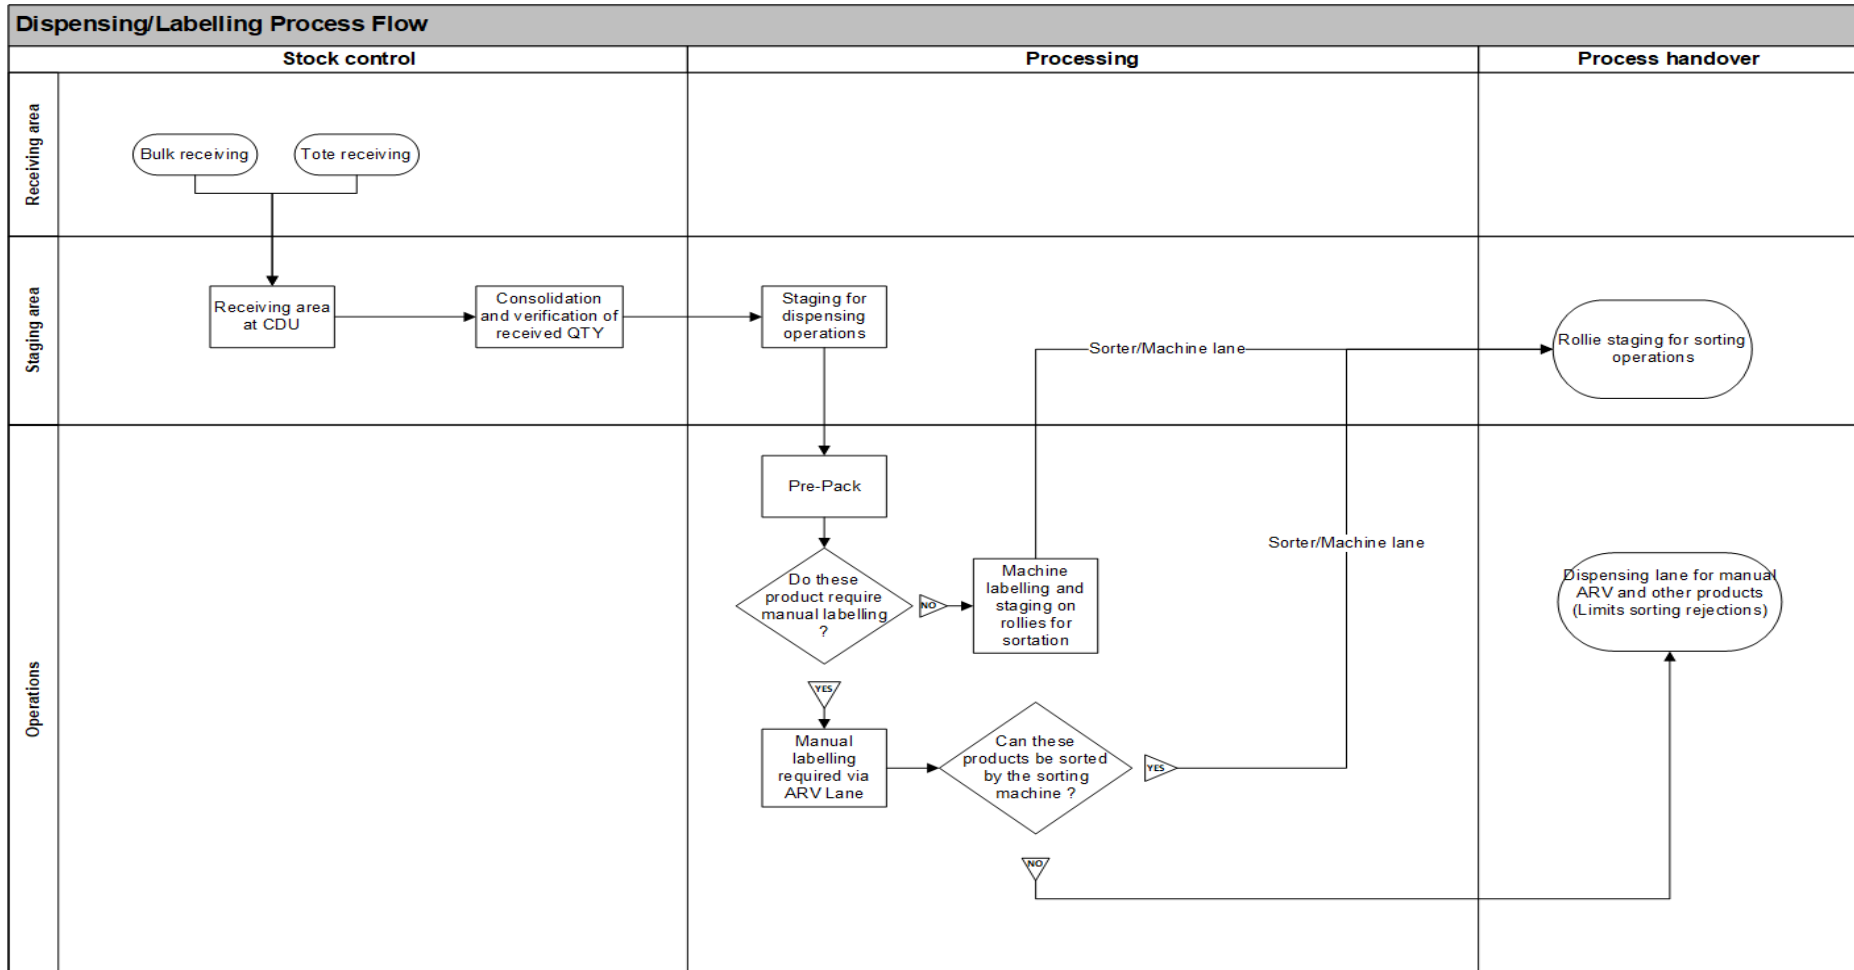 Dispensing/Labelling Process Flow
Stock control
Processing
Process handover
Receiving area
Bulk receiving
Tote receiving
Staging area
Receiving area
at CDU
Consolidation
and verification of
received QTY
Staging for
dispensing
operations
Sorter/Machine lane
Rollie staging for sorting
operations
Operations
Pre-Pack
Do these
product require
manual labelling
?
NO
Machine
labelling and
staging on
rollies for
sortation
Sorter/Machine lane
Dispensing lane for manual
ARV and other products
(Limits sorting rejections)
YES
Manual
labelling
required via
ARV Lane
Can these
products be sorted
by the sorting
machine ?
YES
NO